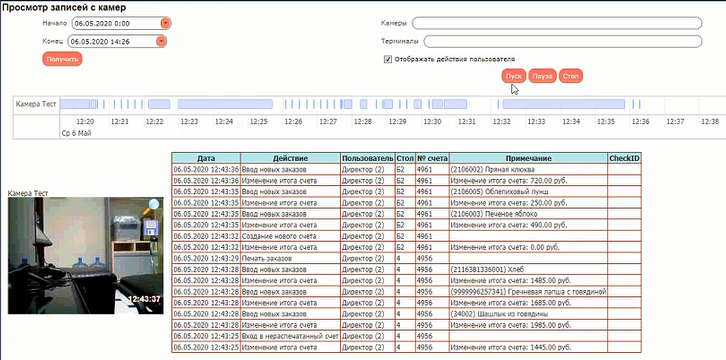 Просмотр записей с камер
Начало 06.05.2020 0:00 Камеры
Конец 06.05.2020 14:26 Терминалы
Получить Отображать действия пользователя
Пуск Пауза Стоп
Камера Тест
12:20 12:21 12:22 12:23 12:24 12:25 12:26 12:27 12:28 12:29 12:30 12:31 12:32 12:33 12:34 12:35 12:36 12:37 12:38
Ср 6 Май
Дата Действие Пользователь Стол № счета Примечание CheckID
06.05.2020 12:43:36 Ввод новых заказов Директор (2) Б2 4961 (2106002) Пряная клюква
06.05.2020 12:43:36 Изменение итога счета Директор (2) Б2 4961 Изменение итога счета: 720.00 руб.
06.05.2020 12:43:35 Ввод новых заказов Директор (2) Б2 4961 (2106005) Облепиховый пунш
06.05.2020 12:43:35 Изменение итога счета Директор (2) Б2 4961 Изменение итога счета: 250.00 руб.
06.05.2020 12:43:35 Ввод новых заказов Директор (2) Б2 4961 (2106003) Печеное яблоко
06.05.2020 12:43:35 Изменение итога счета Директор (2) Б2 4961 Изменение итога счета: 490.00 руб.
06.05.2020 12:43:32 Создание нового счета Директор (2) Б2 4961
06.05.2020 12:43:32 Изменение итога счета Директор (2) Б2 4961 Изменение итога счета: 0.00 руб.
06.05.2020 12:43:29 Печать заказов Директор (2) 4 4956
06.05.2020 12:43:28 Ввод новых заказов Директор (2) 4 4956 (2116381336001) Хлеб
06.05.2020 12:43:28 Изменение итога счета Директор (2) 4 4956 Изменение итога счета: 1485.00 руб.
06.05.2020 12:43:28 Ввод новых заказов Директор (2) 4 4956 (9999996257341) Гречневая лапша с говядиной
06.05.2020 12:43:28 Изменение итога счета Директор (2) 4 4956 Изменение итога счета: 1685.00 руб.
06.05.2020 12:43:28 Ввод новых заказов Директор (2) 4 4956 (34002) Шашлык из говядины
06.05.2020 12:43:28 Изменение итога счета Директор (2) 4 4956 Изменение итога счета: 1985.00 руб.
06.05.2020 12:43:25 Вход в нераспечатанный счет Директор (2) 4 4956
06.05.2020 12:43:25 Изменение итога счета Директор (2) 4 4956 Изменение итога счета: 1445.00 руб.
Камера Тест
12:43:37